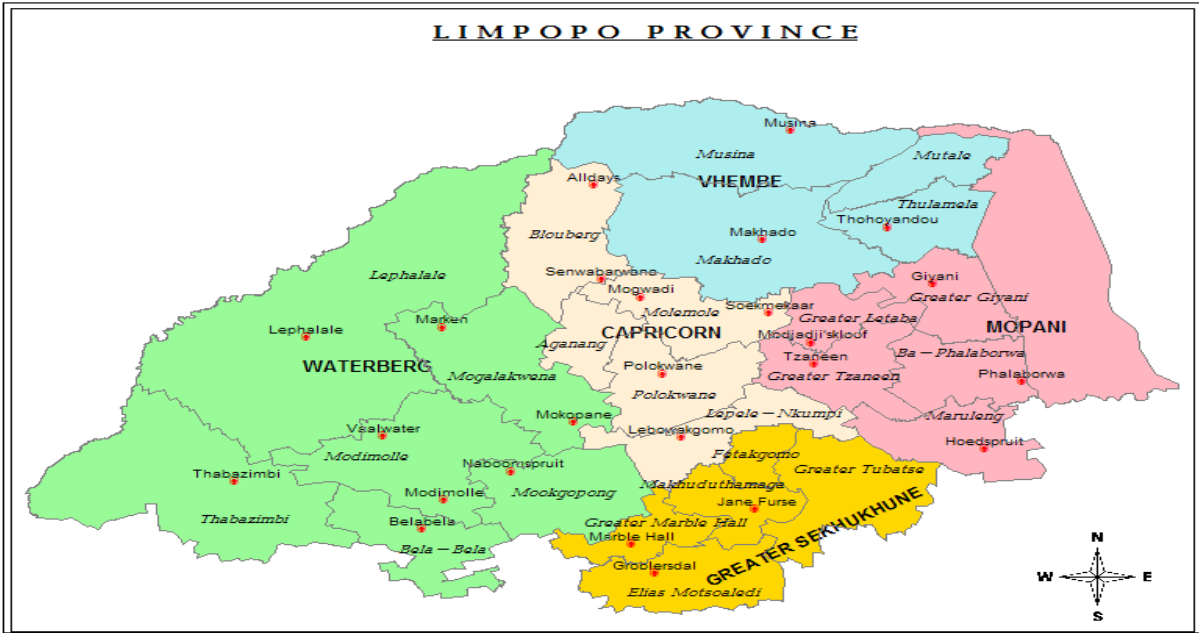 LIMPOPO PROVINCE
Musina
Musina
Mutale
Alldays
VHEMBE
Thulamela
Thohoyandou
Blouberg
Makhado
Makhado
Lephalale
Senwabarwano
Giyani
Mogwadi
Greater Giyani
Soekmekaar
Molemole
Greater Letaba
Marken
Lephalale
CAPRICORN
MOPANI
Modjadji'skloof
Aganang
Tzaneen
Ba-Phalaborwa
WATERBERG
Polokwane
Greater Tzaneen
Phalaborwa
Mogalakwena
Polokwane
Mokopane
Lepele-Nkumpi
Maruleng
Vaalwater
Lebowakgomo
Hoedspruit
Modimolle
Fetakgomo
Naboomspruit
Greater Tubatse
Thabazimbi
Makhuduthamaga
Modimolle
Mookgopong
Jane Furse
Thabazimbi
Belabela
Greater Marble Hall
Marble Hall
GREATER SEKHUKHUNE
Bela-Bela
Groblersdal
Elias Motsoaledi
N
W
E
S